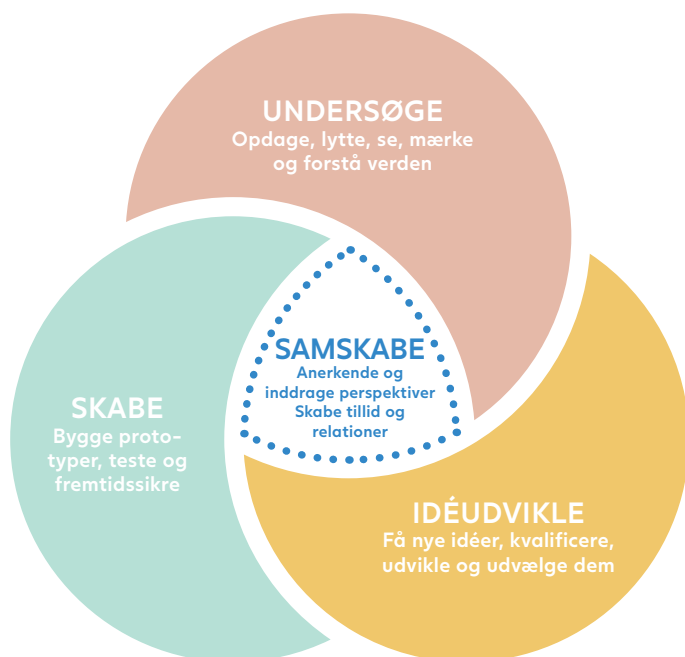 UNDERSØGE
Opdage, lytte, se, mærke
og forstå verden
SAMSKABE
Anerkende og
inddrage perspektiver
Skabe tillid og
relationer
SKABE
Bygge proto-
typer, teste og
fremtidssikre
IDÉUDVIKLE
Få nye idéer, kvalificere,
udvikle og udvælge dem